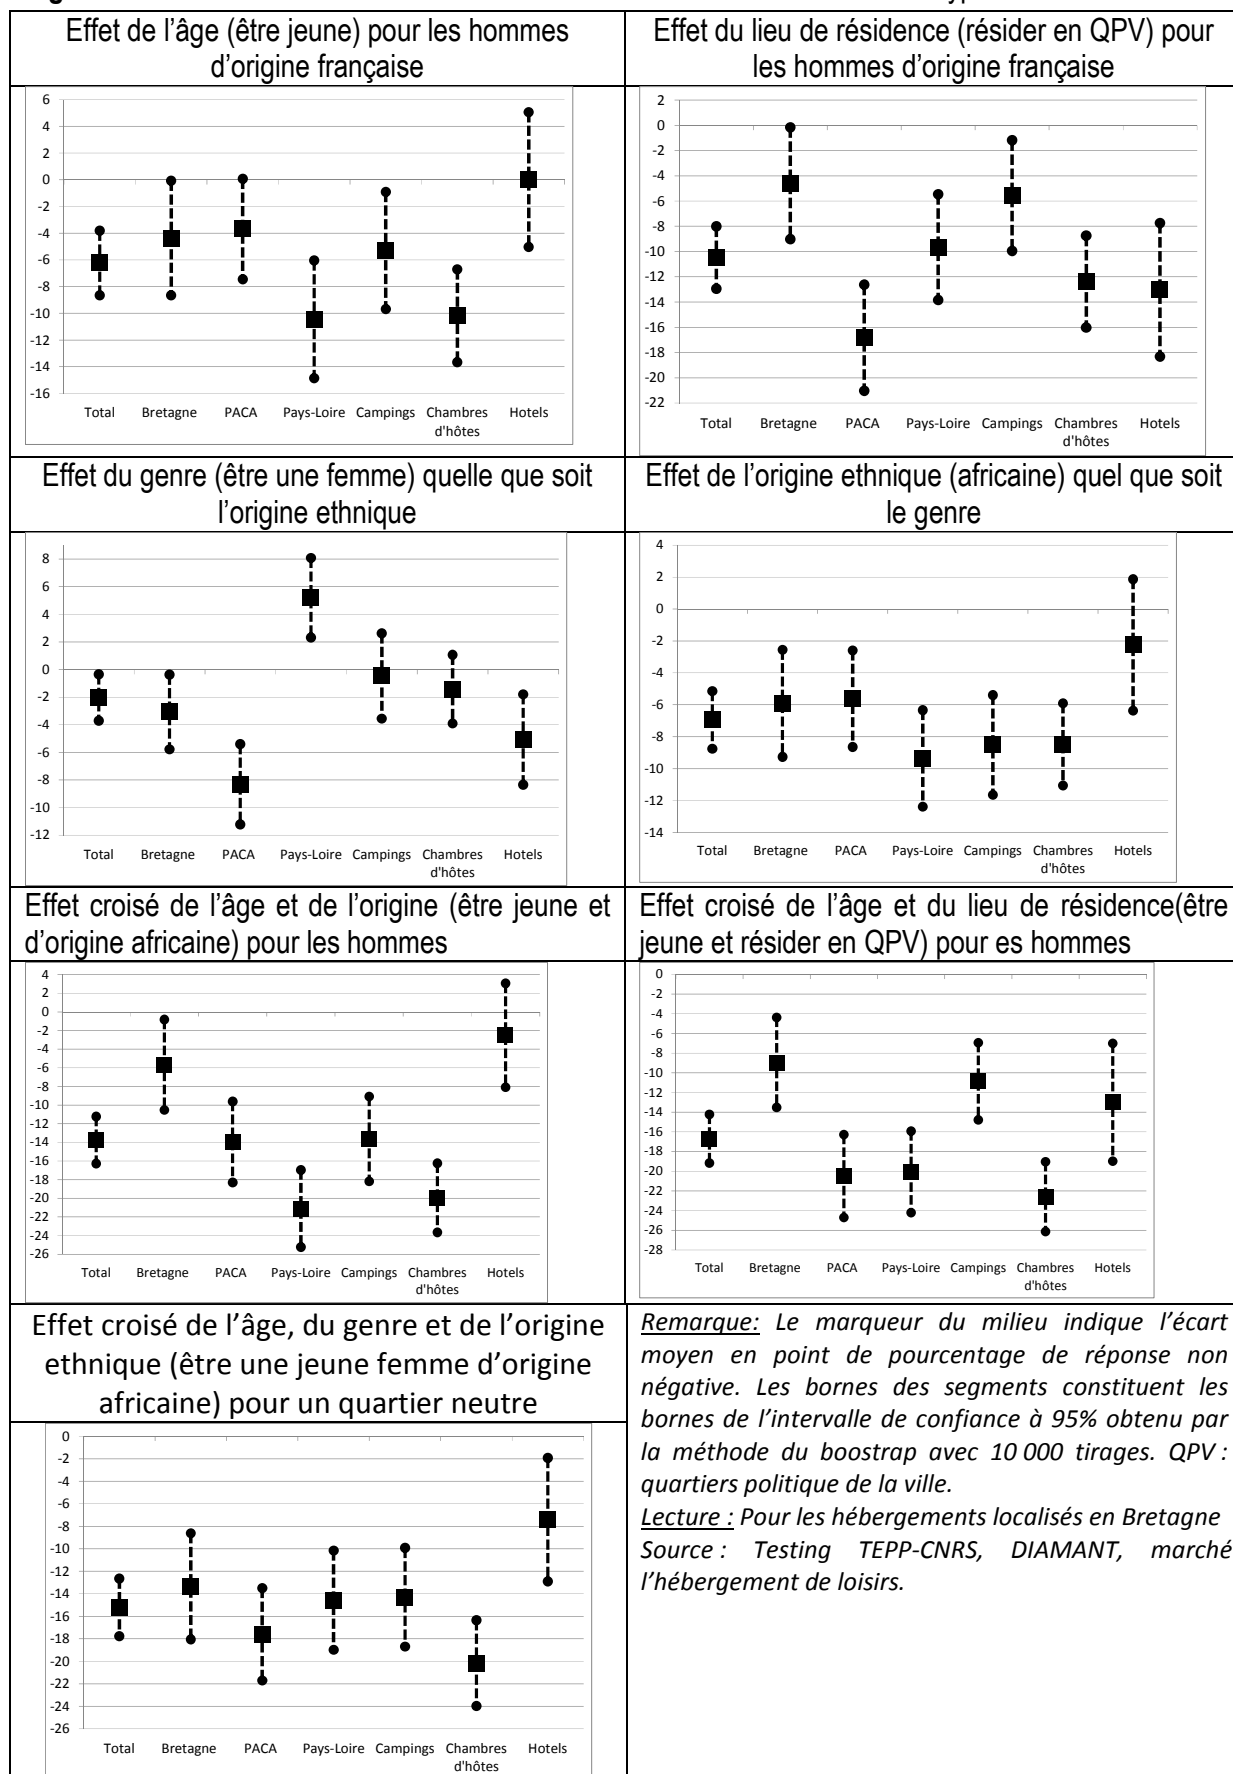 Effet de l'âge (être jeune) pour les hommes
d'origine française
6
4
2
0
-2
-4
-6
-8
-10
-12
-14
-16
Total Bretagne PACA Pays-Loire Campings Chambres Hotels
d'hôtes
Effet du lieu de résidence (résider en QPV) pour
les hommes d'origine française
2
0
-2
-4
-6
-8
-10
-12
-14
-16
-18
-20
-22
Total Bretagne PACA Pays-Loire Campings Chambres Hotels
d'hôtes
Effet du genre (être une femme) quelle que soit
l'origine ethnique
8
6
4
2
0
-2
-4
-6
-8
-10
-12
Total Bretagne PACA Pays-Loire Campings Chambres Hotels
d'hôtes
Effet de l'origine ethnique (africaine) quel que soit
le genre
4
2
0
-2
-4
-6
-8
-10
-12
-14
Total Bretagne PACA Pays-Loire Campings Chambres Hotels
d'hôtes
Effet croisé de l'âge et de l'origine (être jeune et
d'origine africaine) pour les hommes
4
2
0
-2
-4
-6
-8
-10
-12
-14
-16
-18
-20
-22
-24
-26
Total Bretagne PACA Pays-Loire Campings Chambres Hotels
d'hôtes
Effet croisé de l'âge et du lieu de résidence(être
jeune et résider en QPV) pour es hommes
0
-2
-4
-6
-8
-10
-12
-14
-16
-18
-20
-22
-24
-26
-28
Total Bretagne PACA Pays-Loire Campings Chambres Hotels
d'hôtes
Effet croisé de l'âge, du genre et de l'origine
ethnique (être une jeune femme d'origine
africaine) pour un quartier neutre
0
-2
-4
-6
-8
-10
-12
-14
-16
-18
-20
-22
-24
-26
Total Bretagne PACA Pays-Loire Campings Chambres Hotels
d'hôtes
Remarque: Le marqueur du milieu indique l'écart
moyen en point de pourcentage de réponse non
négative. Les bornes des segments constituent les
bornes de l'intervalle de confiance à 95% obtenu par
la méthode du boostrap avec 10 000 tirages. QPV :
quartiers politique de la ville.
Lecture : Pour les hébergements localisés en Bretagne
Source : Testing TEPP-CNRS, DIAMANT, marché
l'hébergement de loisirs.